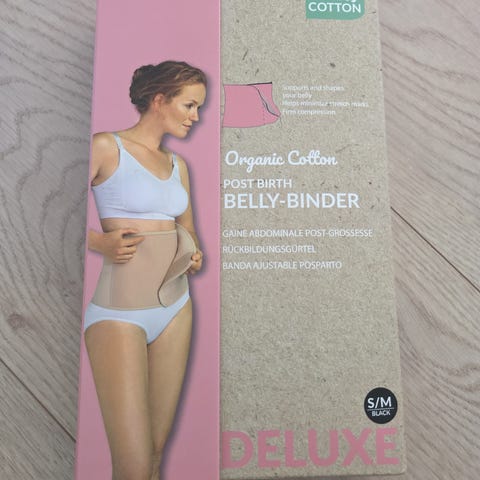 COTTON
Supports and shapes
your belly
Helps minimize stretch marks
Firm compression
Organic Cotton
POST BIRTH
BELLY-BINDER
GAINE ABDOMINALE POST-GROSSESSE
RÜCKBILDUNGSGÜRTEL
BANDA AJUSTABLE POSPARTO
S/M
BLACK
DELUXE